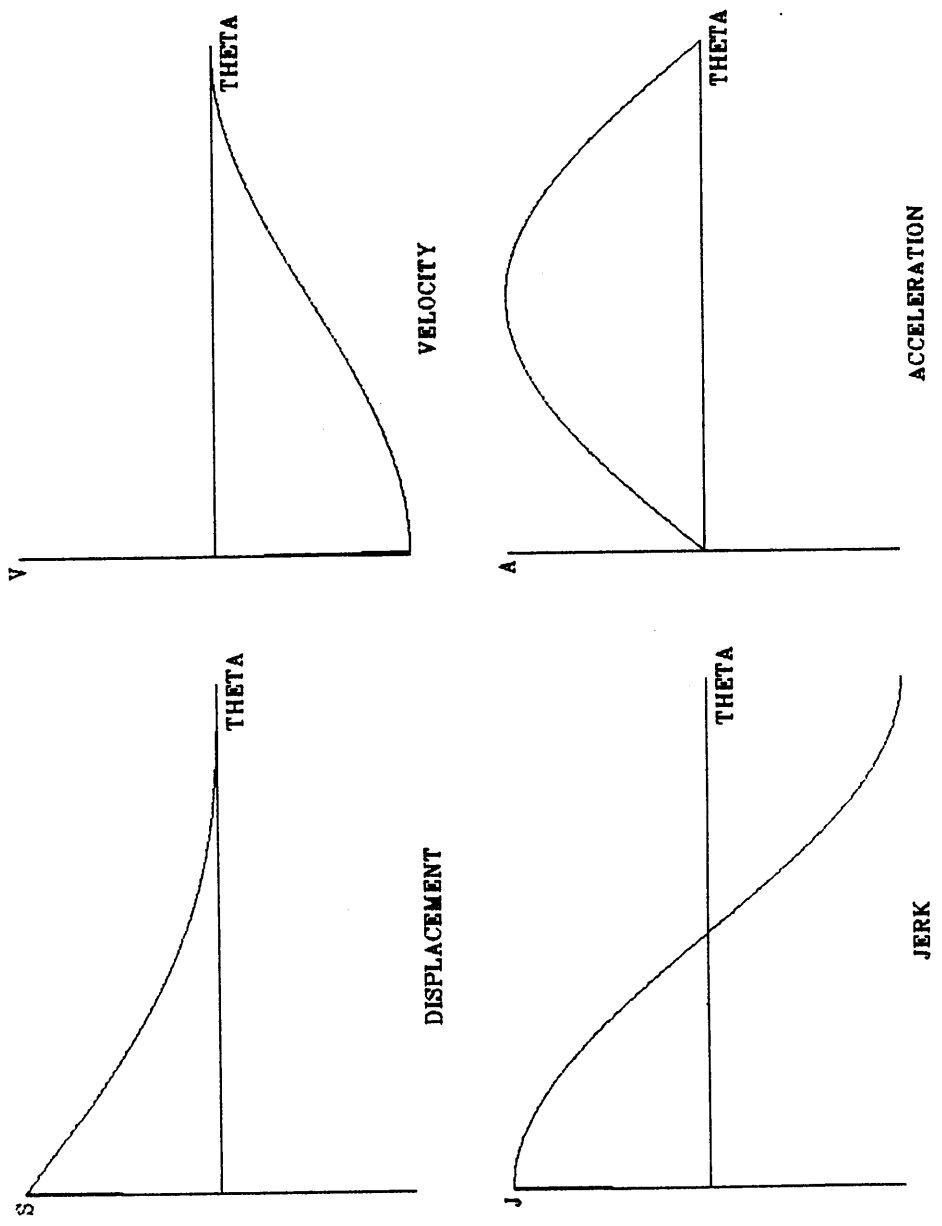 S
THETA
DISPLACEMENT
V
THETA
VELOCITY
J
THETA
JERK
A
THETA
ACCELERATION